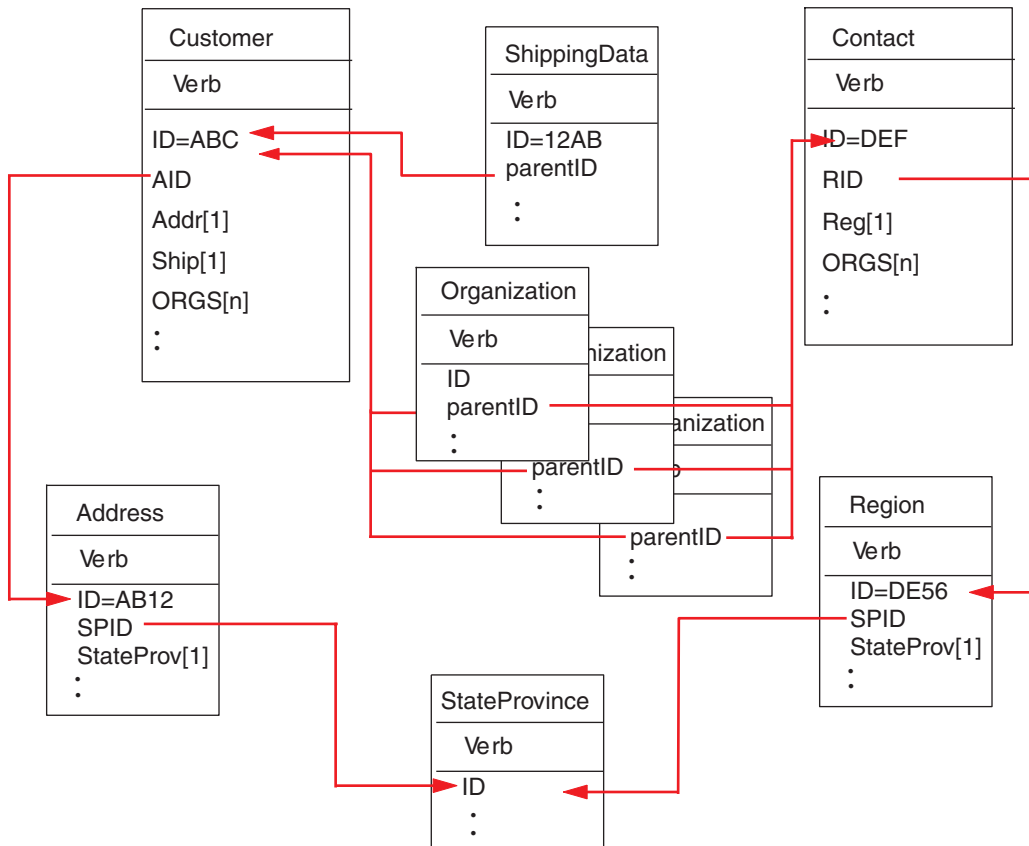 Customer
Verb
ID=ABC
AID
Addr[1]
Ship[1]
ORGS[n]
:
ShippingData
Verb
ID=12AB
parentID
:
Contact
Verb
ID=DEF
RID
Reg[1]
ORGS[n]
:
Organization
Verb
ID
parentID
:
nization
parentID
:
anization
b
parentID
:
Address
Verb
ID=AB12
SPID
StateProv[1]
:
Region
Verb
ID=DE56
SPID
StateProv[1]
:
StateProvince
Verb
ID
: